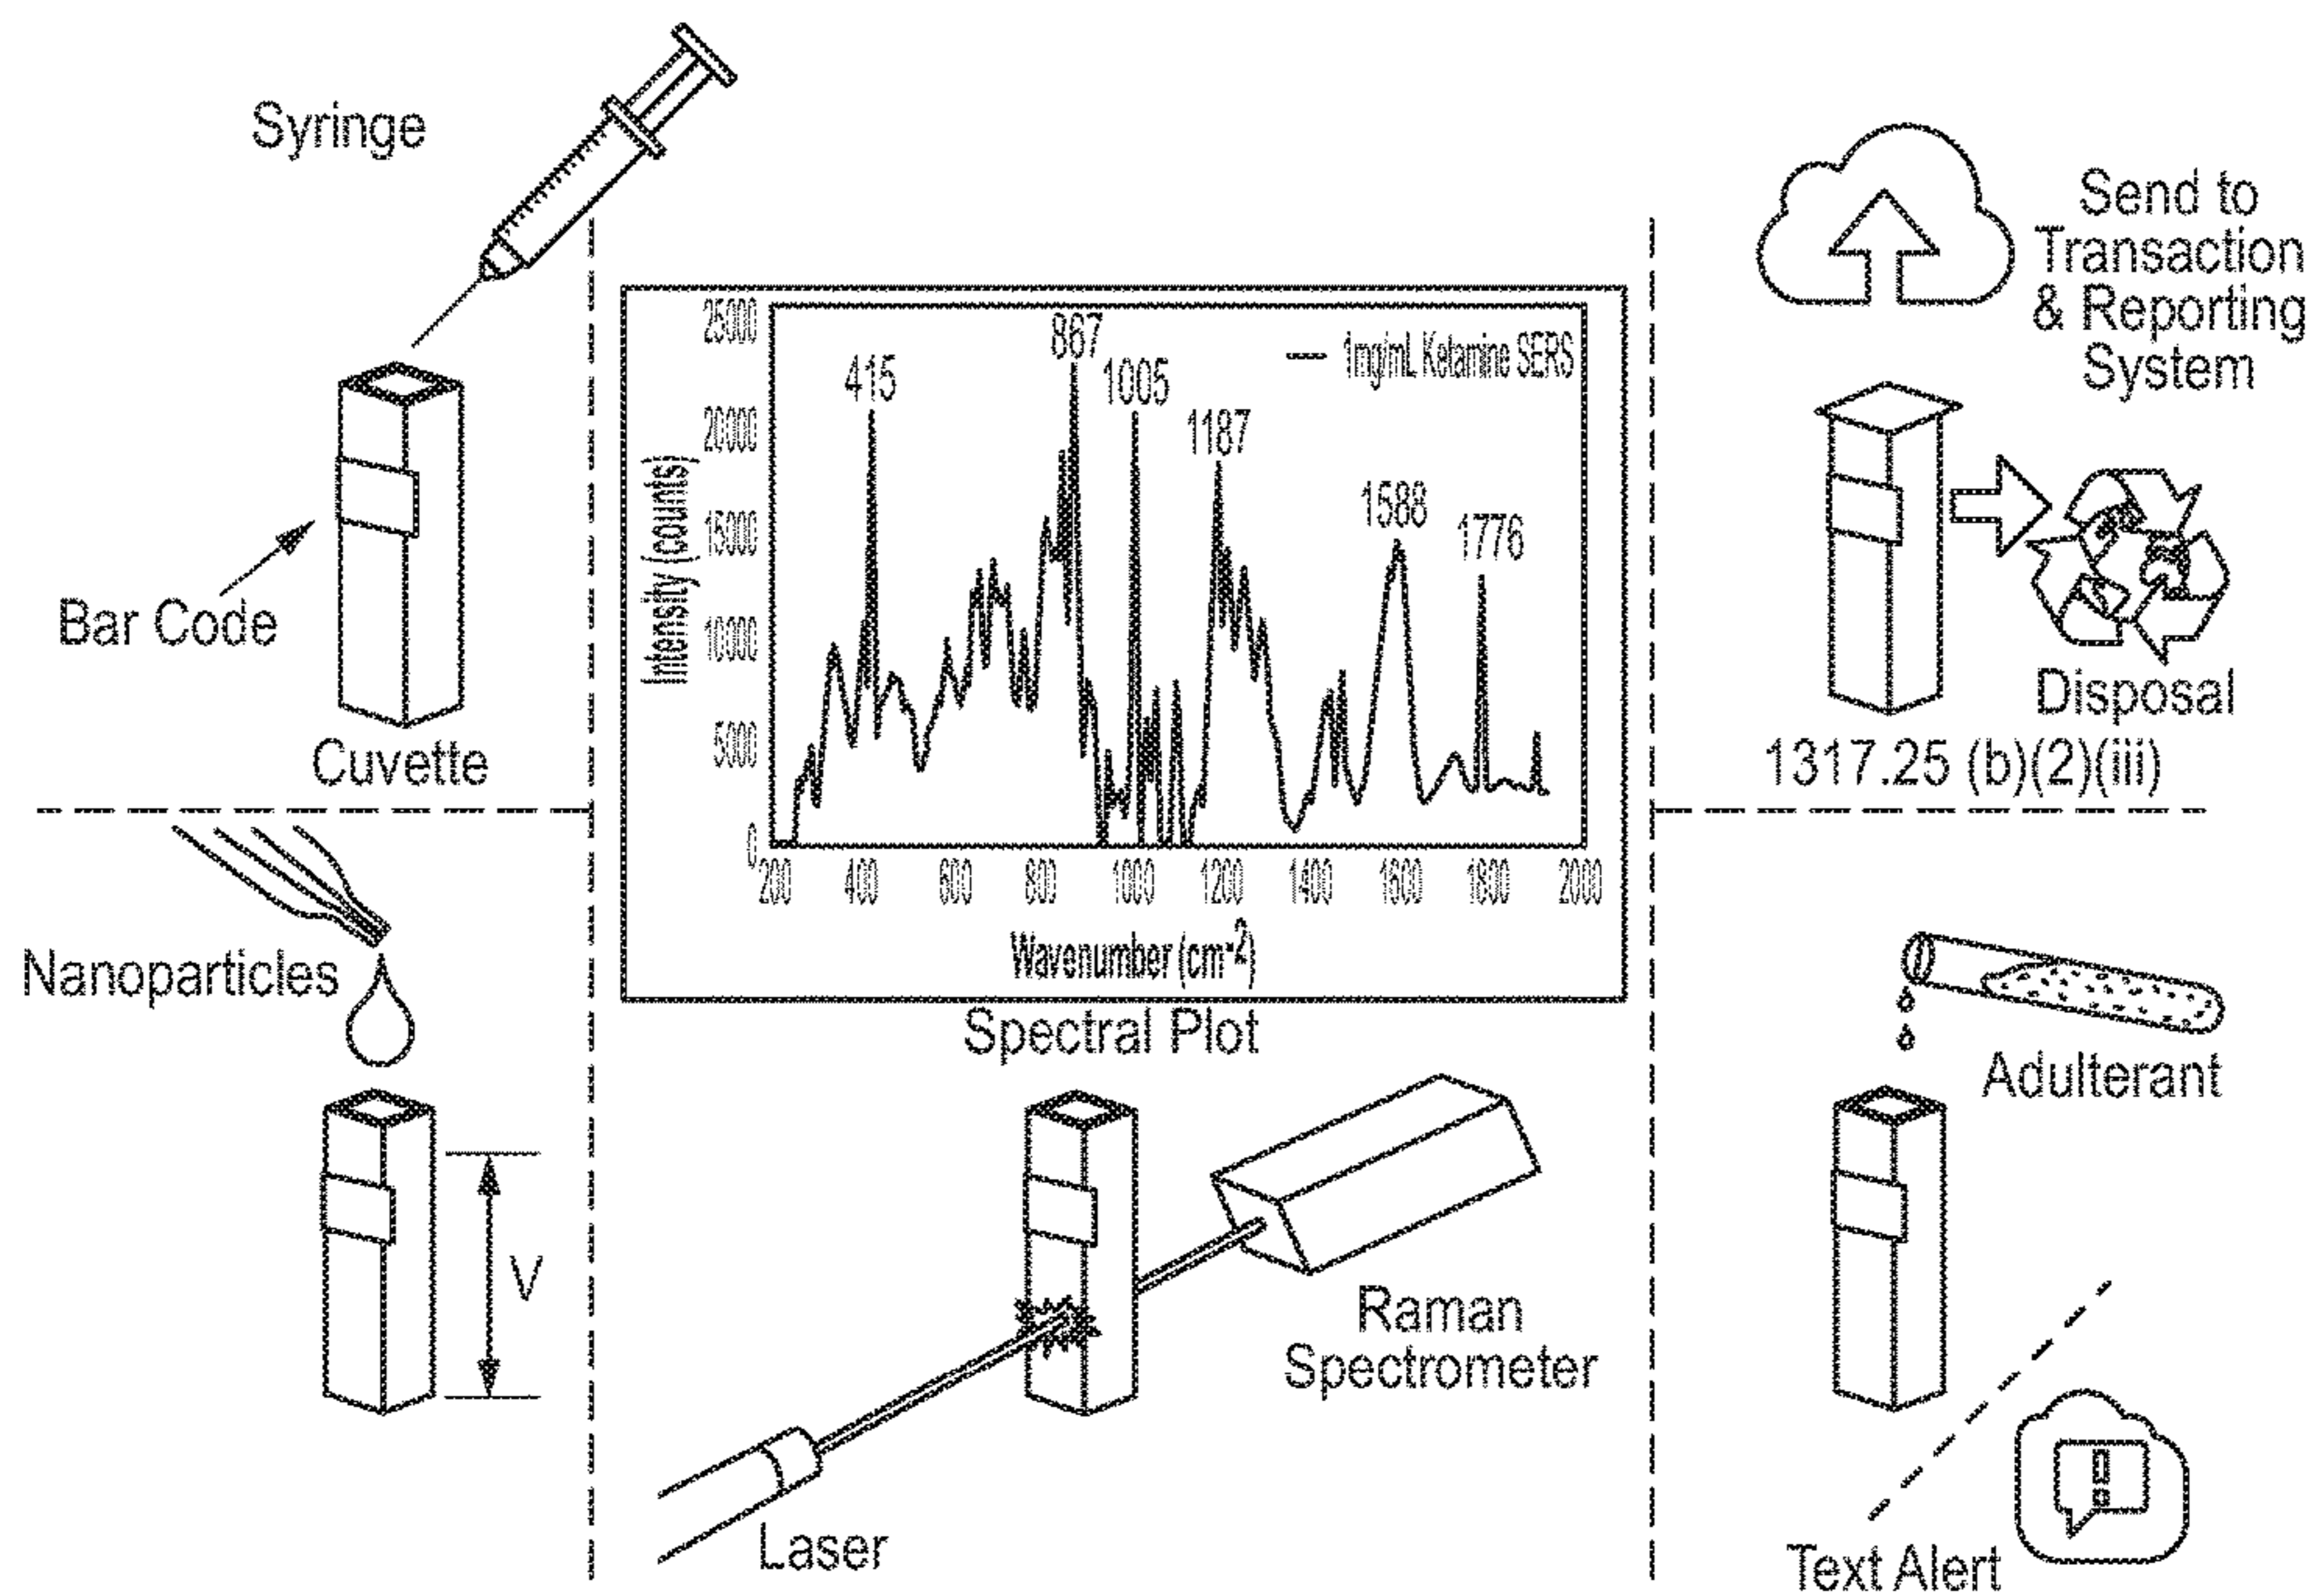 Syringe
Bar Code
Cuvette
Nanoparticles
V
25000
20000
15000
10000
5000
0
Intensity (counts)
415
867
1005
1187
1588
1776
1mg/mL Ketamine SERS
200 400 600 800 1000 1200 1400 1600 1800 2000
Wavenumber (cm-2)
Spectral Plot
Raman
Spectrometer
Laser
Send to
Transaction
& Reporting
System
Disposal
1317.25 (b)(2)(iii)
Adulterant
!
Text Alert